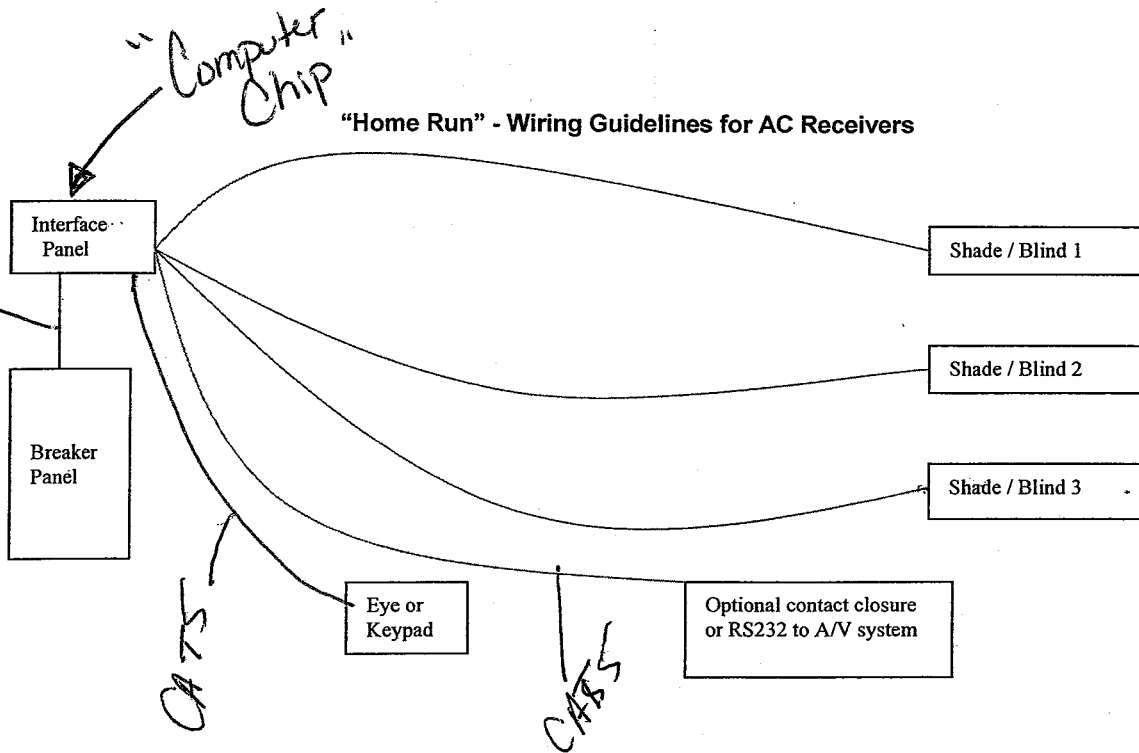 "Computer"
Chip
"Home Run" - Wiring Guidelines for AC Receivers
Interface
Panel
Shade / Blind 1
Shade / Blind 2
Breaker
Panel
Shade / Blind 3
Eye or
Keypad
Optional contact closure
or RS232 to A/V system
CAT5
CAT5